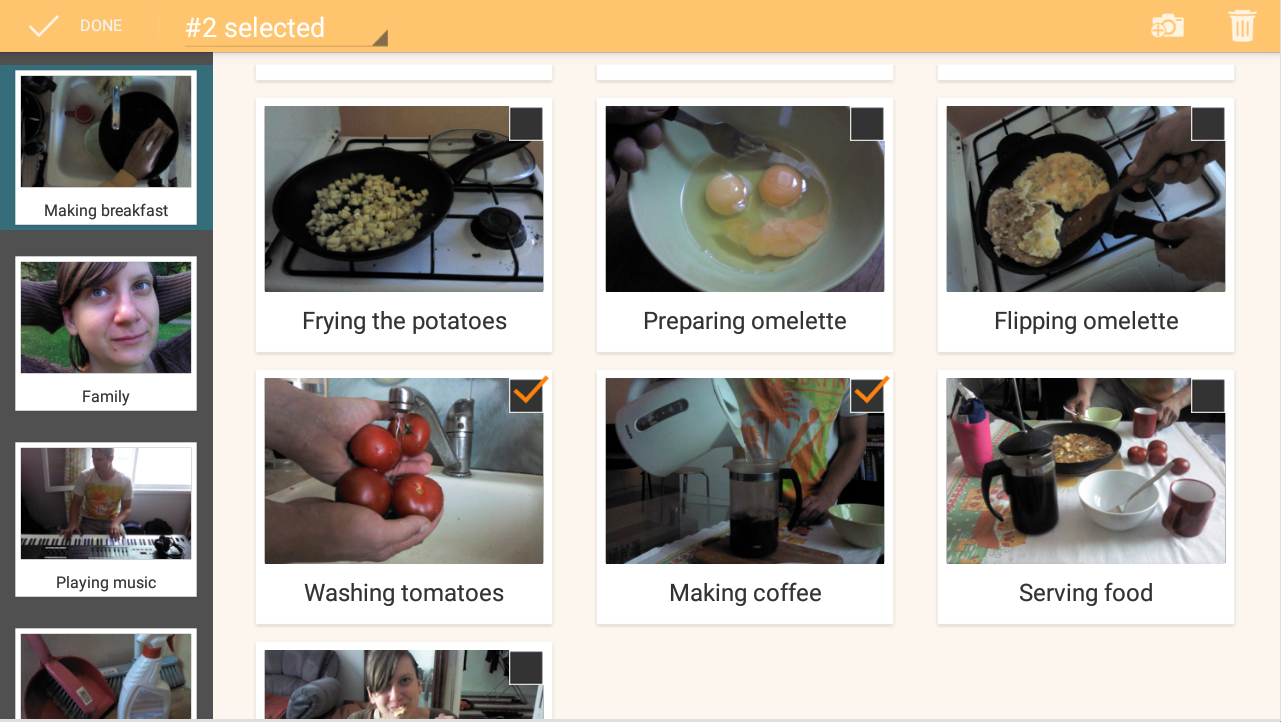 DONE
#2 selected
Making breakfast
Family
Playing music
Frying the potatoes
Preparing omelette
Flipping omelette
Washing tomatoes
Making coffee
Serving food